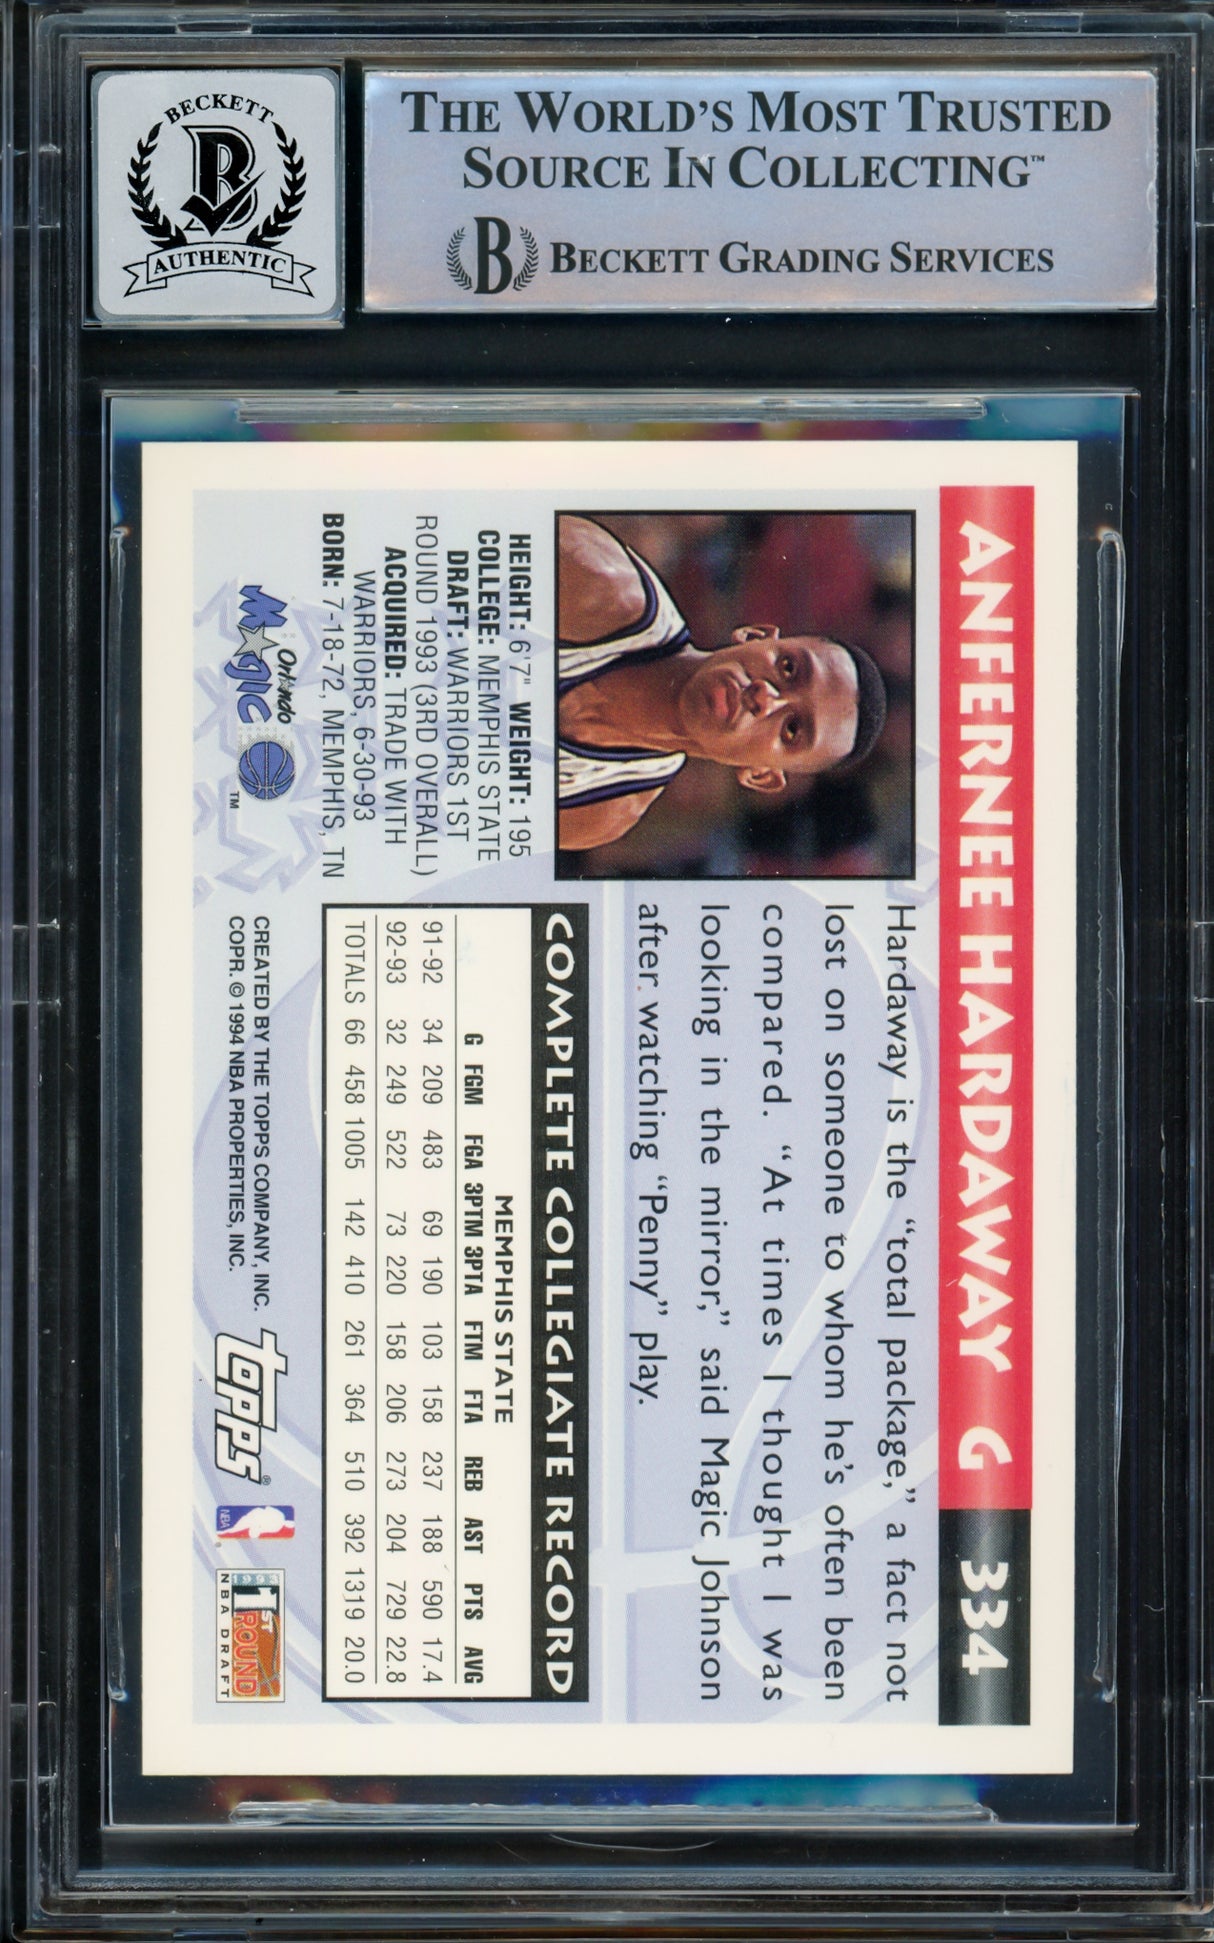 BECKETT
B
AUTHENTIC
THE WORLD'S MOST TRUSTED
SOURCE IN COLLECTING™
B BECKETT GRADING SERVICES
ANFERNEE HARDAWAY G 334
Hardaway is the "total package," a fact not
lost on someone to whom he's often been
compared. "At times I thought I was
looking in the mirror," said Magic Johnson
after watching "Penny" play.
HEIGHT: 6'7" WEIGHT: 195
COLLEGE: MEMPHIS STATE
DRAFT: WARRIORS 1ST
ROUND 1993 (3RD OVERALL)
ACQUIRED: TRADE WITH
WARRIORS, 6-30-93
BORN: 7-18-72, MEMPHIS, TN
Orlando
Magic
TM
COMPLETE COLLEGIATE RECORD
MEMPHIS STATE
G FGM FGA 3PTM 3PTA FTM FTA REB AST PTS AVG
91-92 34 209 483 69 190 103 158 237 188 590 17.4
92-93 32 249 522 73 220 158 206 273 204 729 22.8
TOTALS 66 458 1005 142 410 261 364 510 392 1319 20.0
CREATED BY THE TOPPS COMPANY, INC.
COPR. © 1994 NBA PROPERTIES, INC.
Topps®
NBA
1993
1ST
ROUND
NBA DRAFT